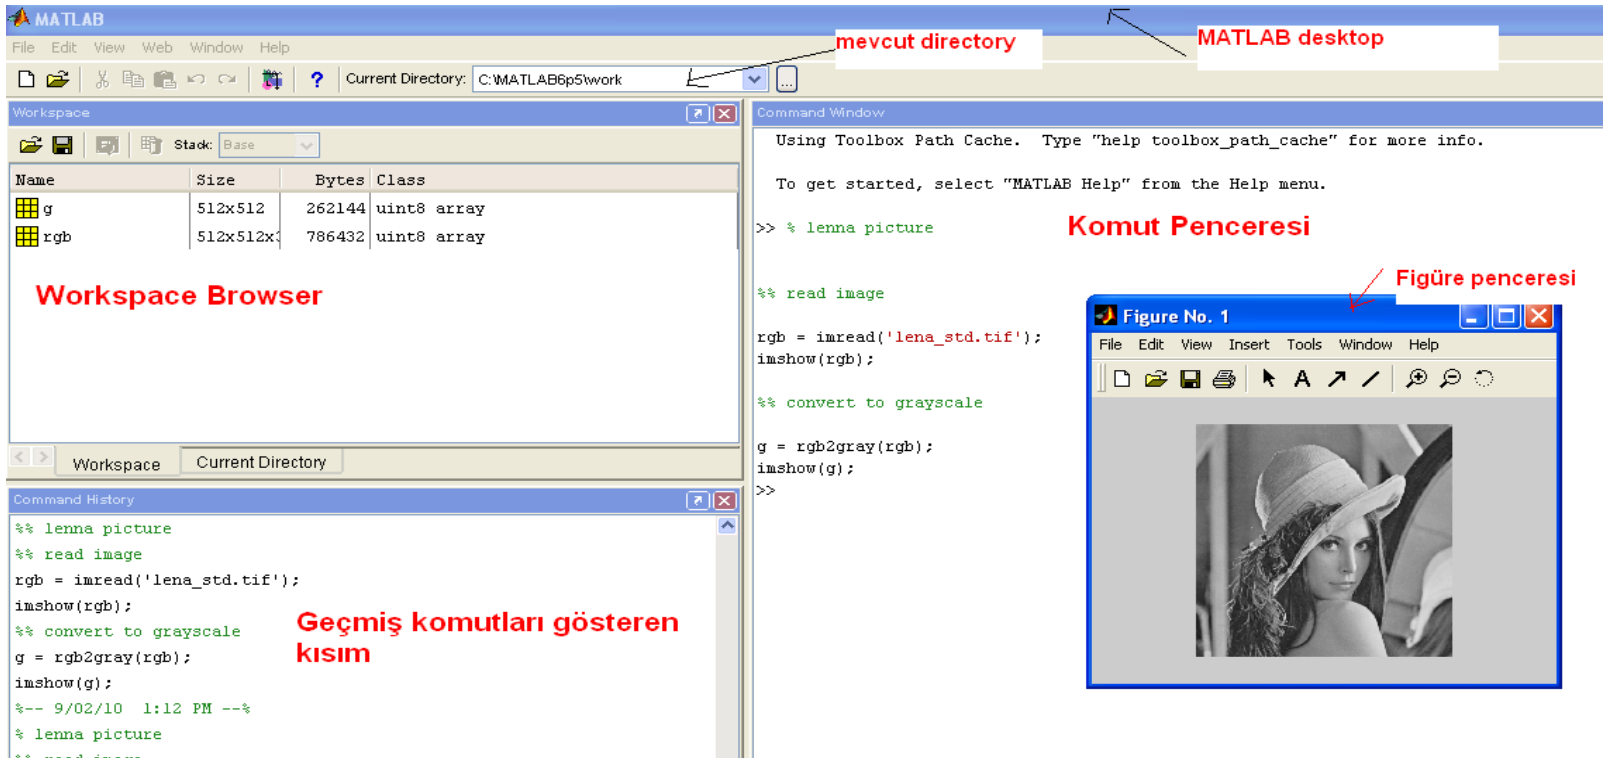 MATLAB
File Edit View Web Window Help
mevcut directory
MATLAB desktop
Current Directory: C:\MATLAB6p5\work
...
Workspace
Stack: Base
Name Size Bytes Class
g 512x512 262144 uint8 array
rgb 512x512x3 786432 uint8 array
Workspace Browser
Workspace Current Directory
Command History
%% lenna picture
%% read image
rgb = imread('lena_std.tif');
imshow(rgb);
%% convert to grayscale
g = rgb2gray(rgb);
imshow(g);
%-- 9/02/10 1:12 PM --%
% lenna picture
%% read image
Geçmiş komutları gösteren
kısım
Command Window
Using Toolbox Path Cache. Type "help toolbox_path_cache" for more info.
To get started, select "MATLAB Help" from the Help menu.
>> % lenna picture
Komut Penceresi
%% read image
rgb = imread('lena_std.tif');
imshow(rgb);
%% convert to grayscale
g = rgb2gray(rgb);
imshow(g);
>>
Figüre penceresi
Figure No. 1
File Edit View Insert Tools Window Help